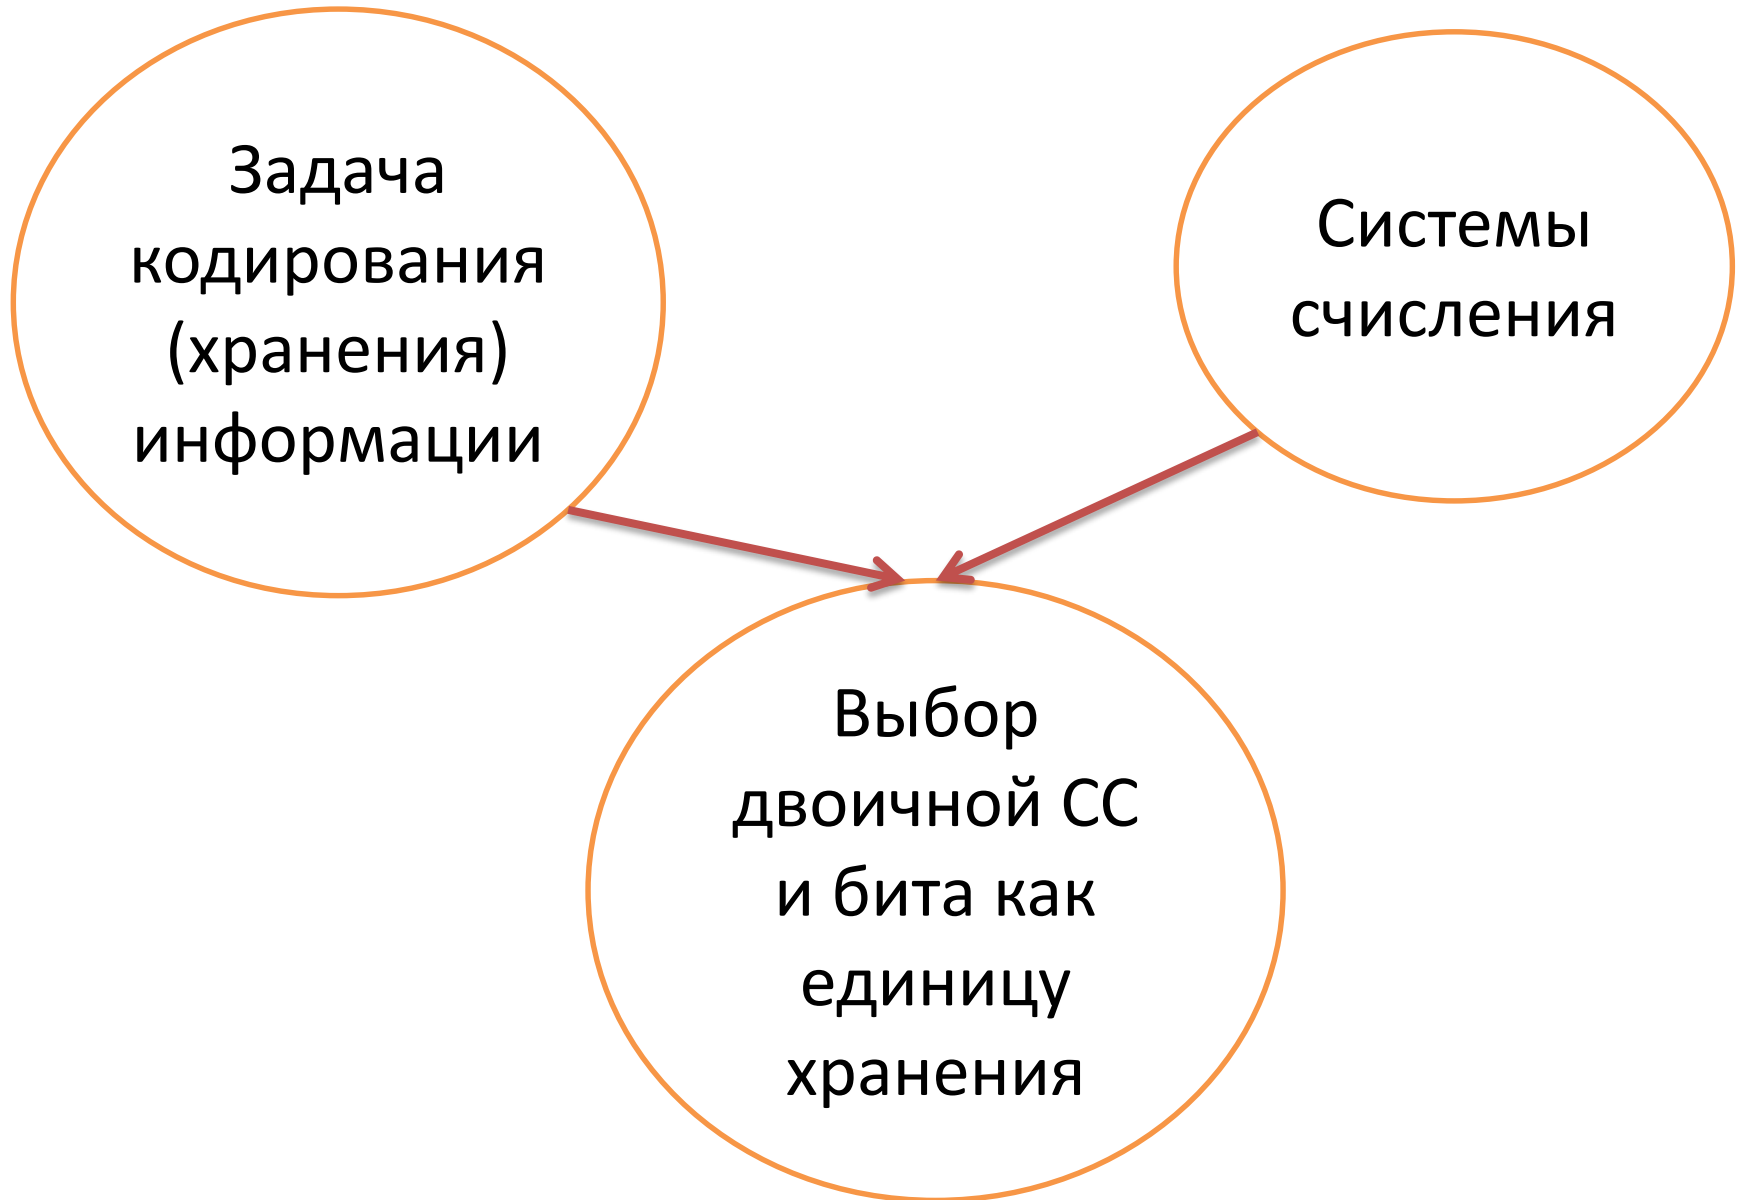 Задача
кодирования
(хранения)
информации
Системы
счисления
Выбор
двоичной СС
и бита как
единицу
хранения